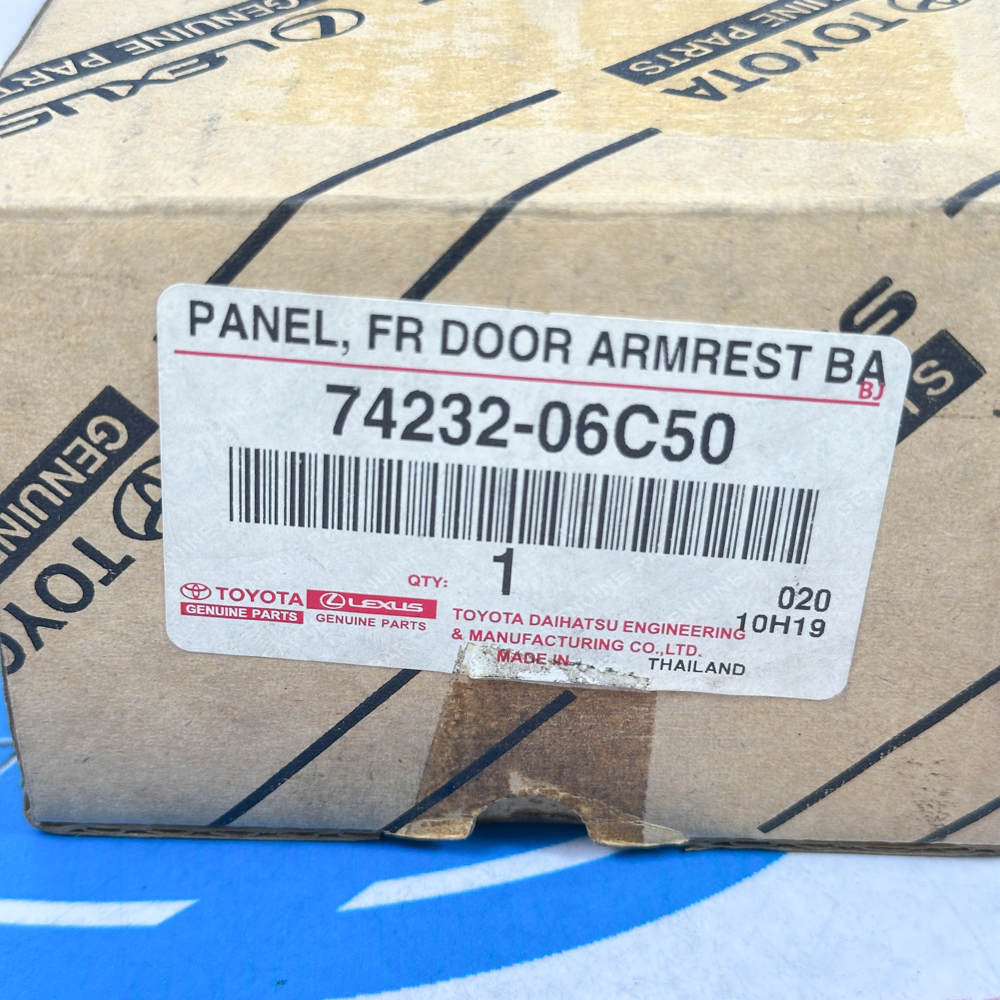 GENUINE PARTS
LEXUS
GENUINE PARTS
TOYOTA
PANEL, FR DOOR ARMREST BA
BJ
74232-06C50
1
QTY:
020
10H19
TOYOTA
GENUINE PARTS
LEXUS
GENUINE PARTS
TOYOTA DAIHATSU ENGINEERING
& MANUFACTURING CO.,LTD.
MADE IN
THAILAND